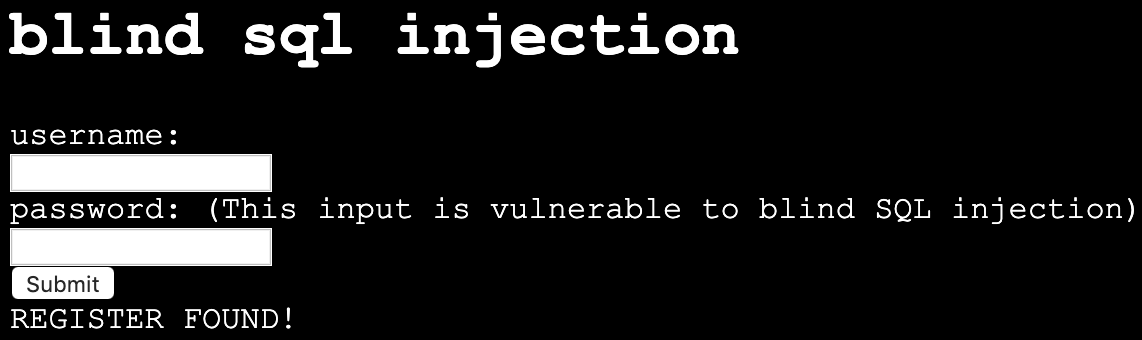 blind sql injection
username:
password: (This input is vulnerable to blind SQL injection)
Submit
REGISTER FOUND!